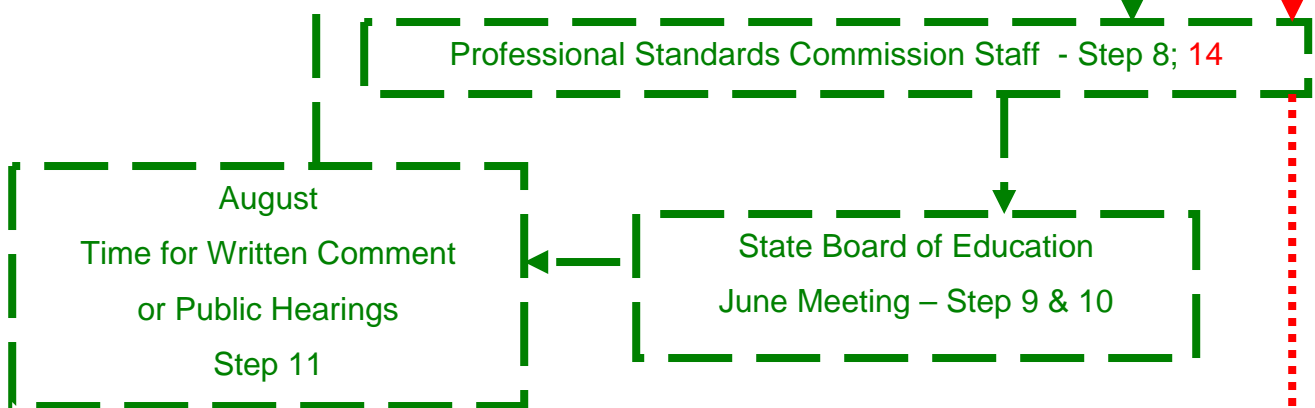 Professional Standards Commission Staff - Step 8; 14
August
Time for Written Comment
or Public Hearings
Step 11
State Board of Education
June Meeting – Step 9 & 10